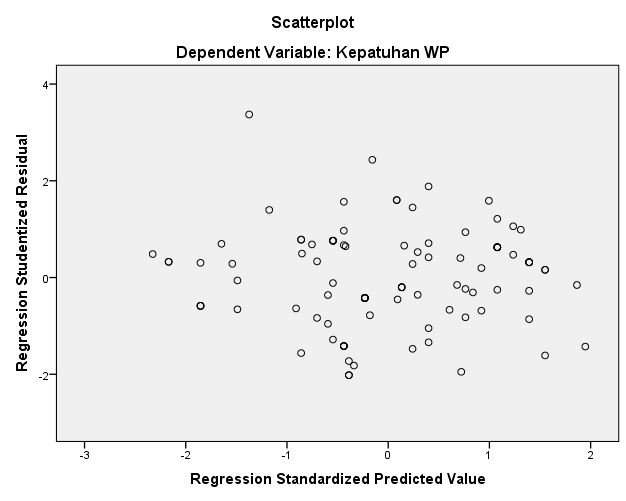 Scatterplot
Dependent Variable: Kepatuhan WP
Regression Studentized Residual
4
2
0
-2
-3
-2
-1
0
1
2
Regression Standardized Predicted Value